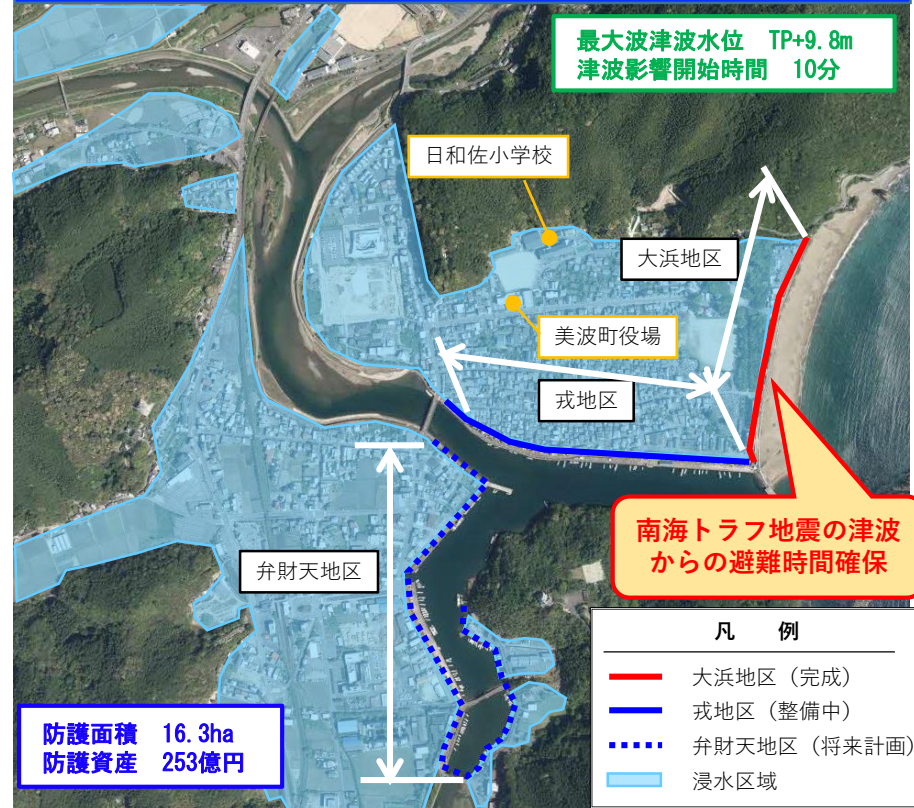 最大波津波水位 TP+9.8m
津波影響開始時間 10分
日和佐小学校
大浜地区
美波町役場
戎地区
南海トラフ地震の津波
からの避難時間確保
弁財天地区
凡 例
大浜地区（完成）
戎地区（整備中）
弁財天地区（将来計画）
浸水区域
防護面積 16.3ha
防護資産 253億円